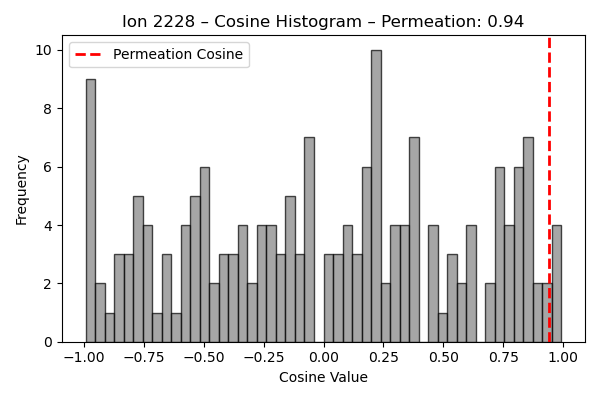 Ion 2228 – Cosine Histogram – Permeation: 0.94
Permeation Cosine
Frequency
10
8
6
4
2
0
−1.00 −0.75 −0.50 −0.25 0.00 0.25 0.50 0.75 1.00
Cosine Value